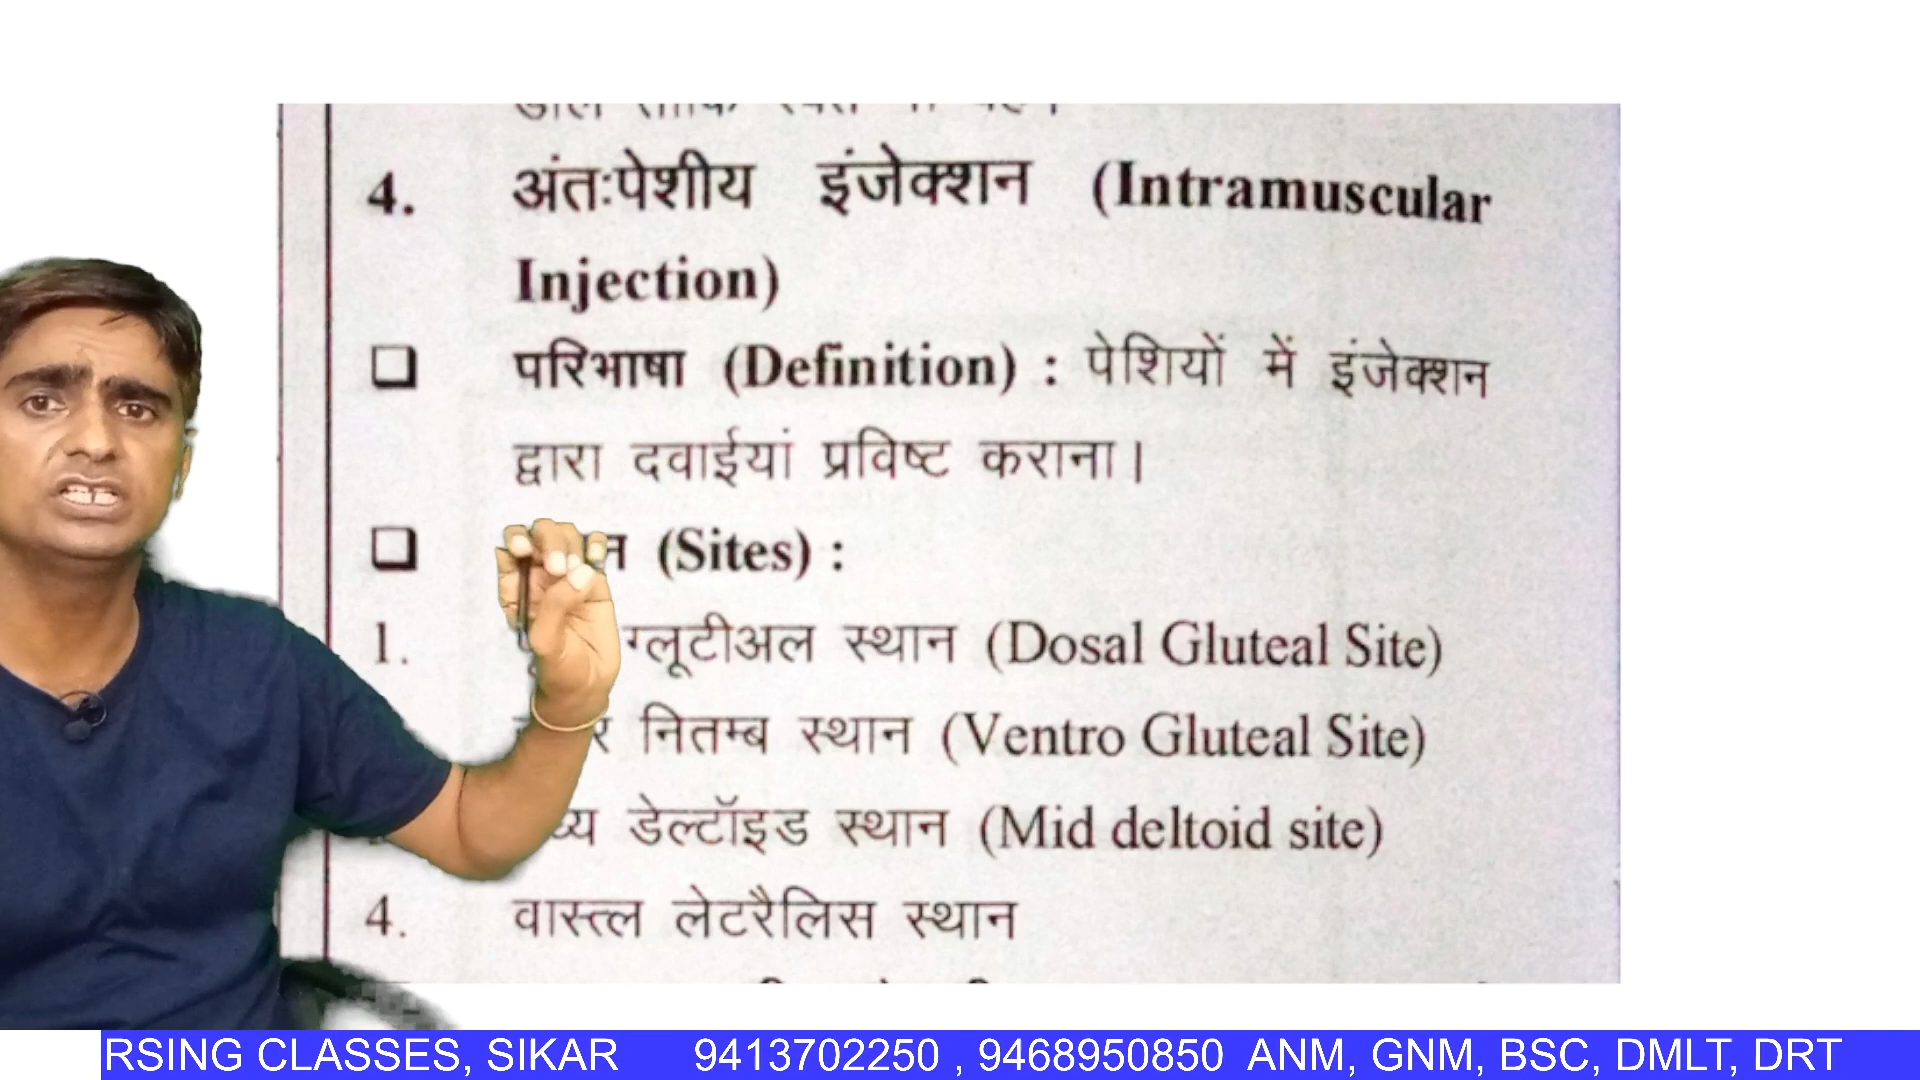 4. अंतःपेशीय इंजेक्शन (Intramuscular
Injection)
❑ परिभाषा (Definition) : पेशियों में इंजेक्शन
द्वारा दवाईयां प्रविष्ट कराना।
❑ (Sites) :
1. ग्लूटीअल स्थान (Dosal Gluteal Site)
नितम्ब स्थान (Ventro Gluteal Site)
डेल्टॉइड स्थान (Mid deltoid site)
4. वास्त्ल लेटरैलिस स्थान
RSING CLASSES, SIKAR 9413702250 , 9468950850 ANM, GNM, BSC, DMLT, DRT